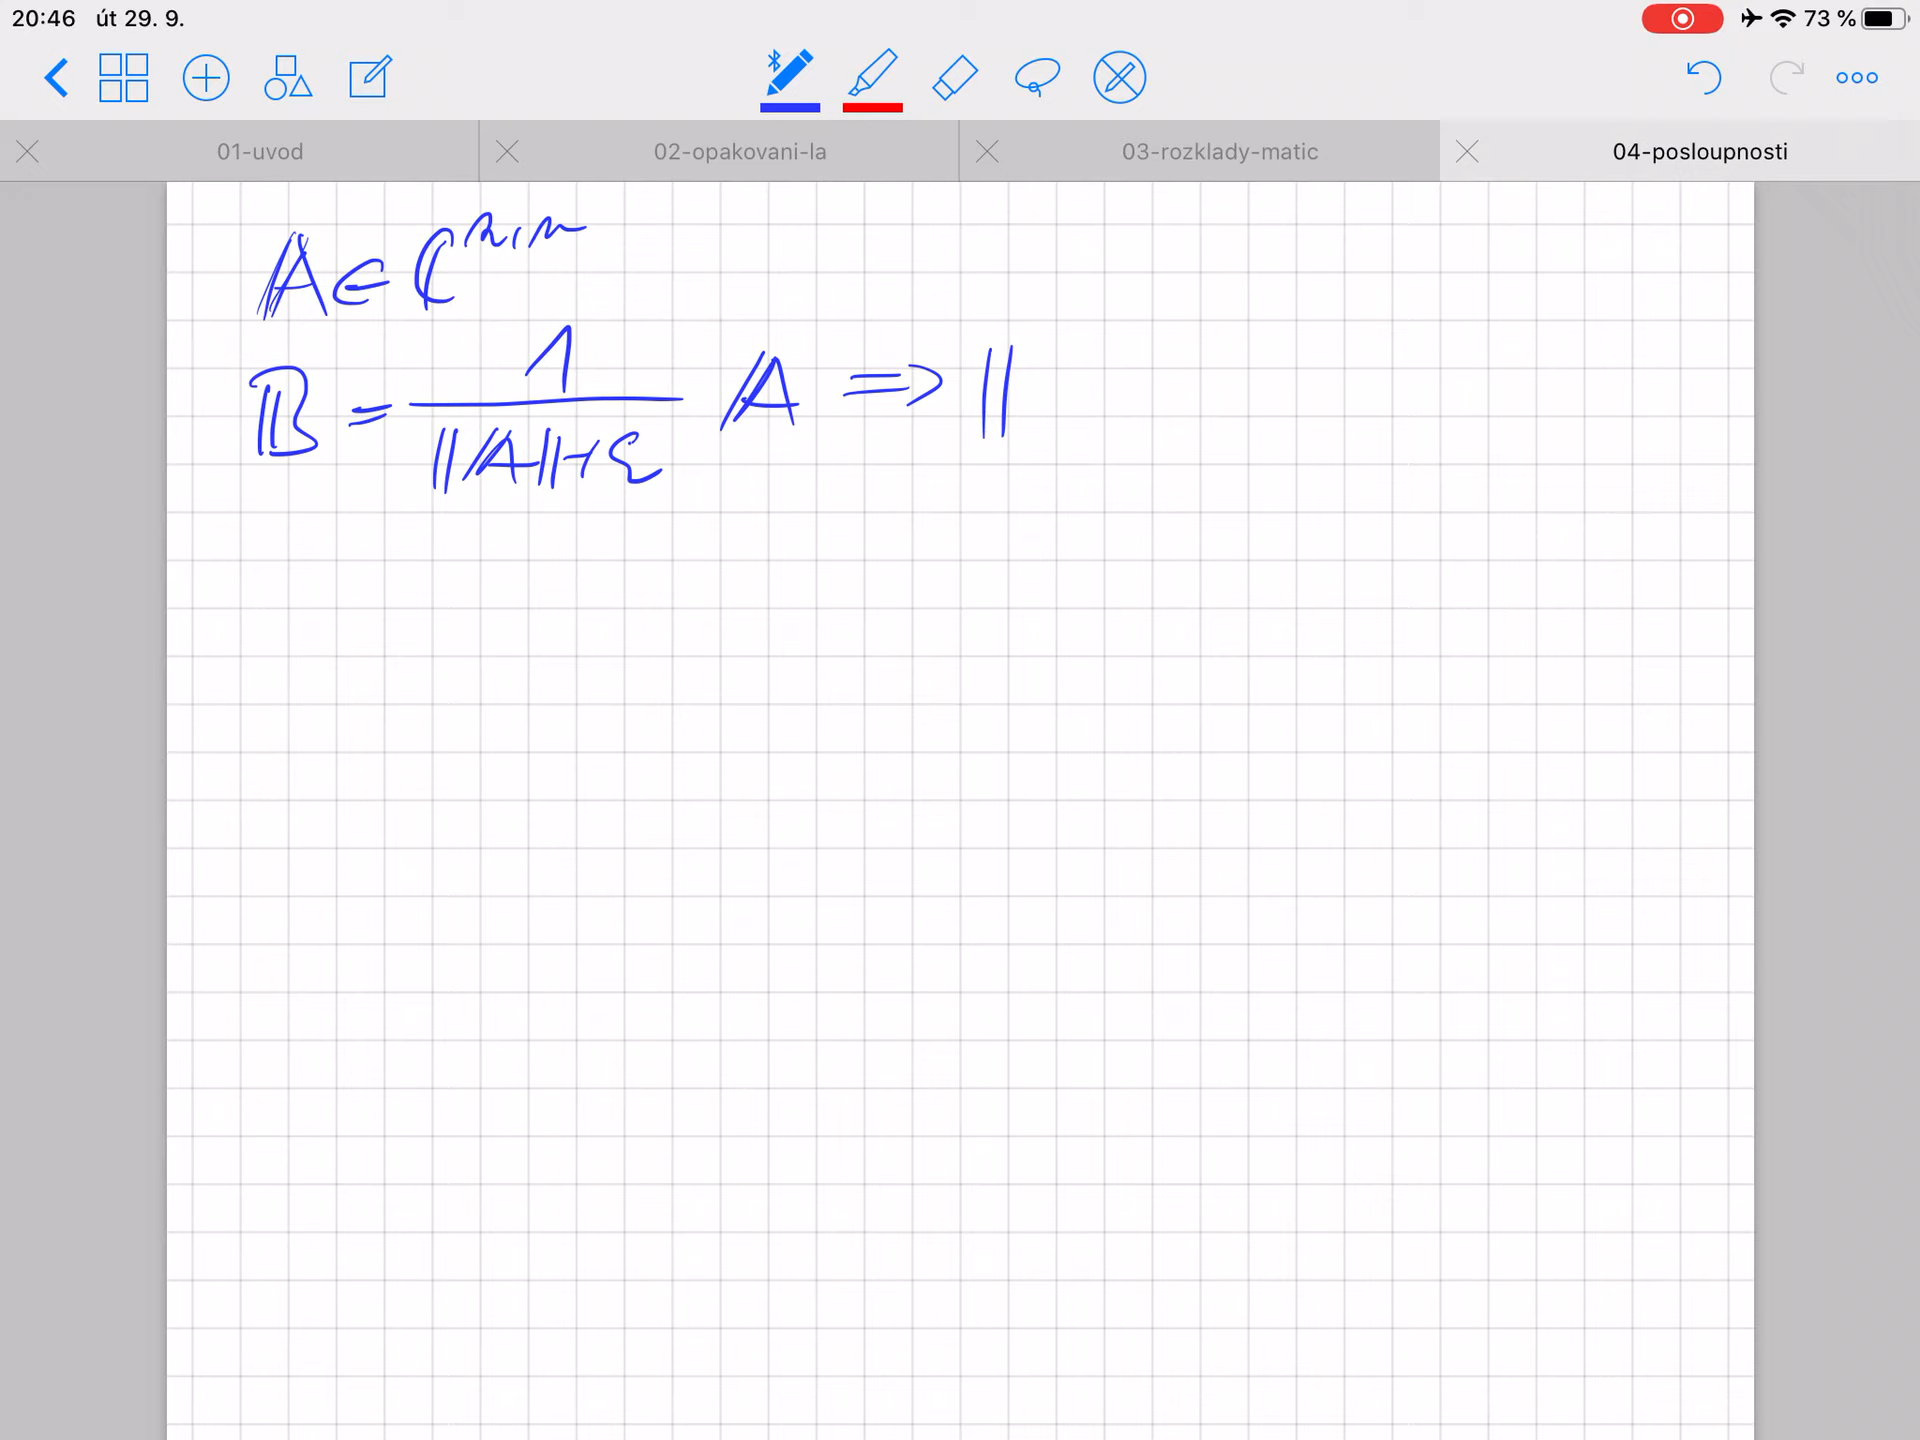 20:46 út 29. 9. 73 %
01-uvod 02-opakovani-la 03-rozklady-matic 04-posloupnosti
𝔸 ∈ ℂ^{n,n}
𝔹 = 1 / (‖𝔸‖ + ε) 𝔸 ⇒ ‖